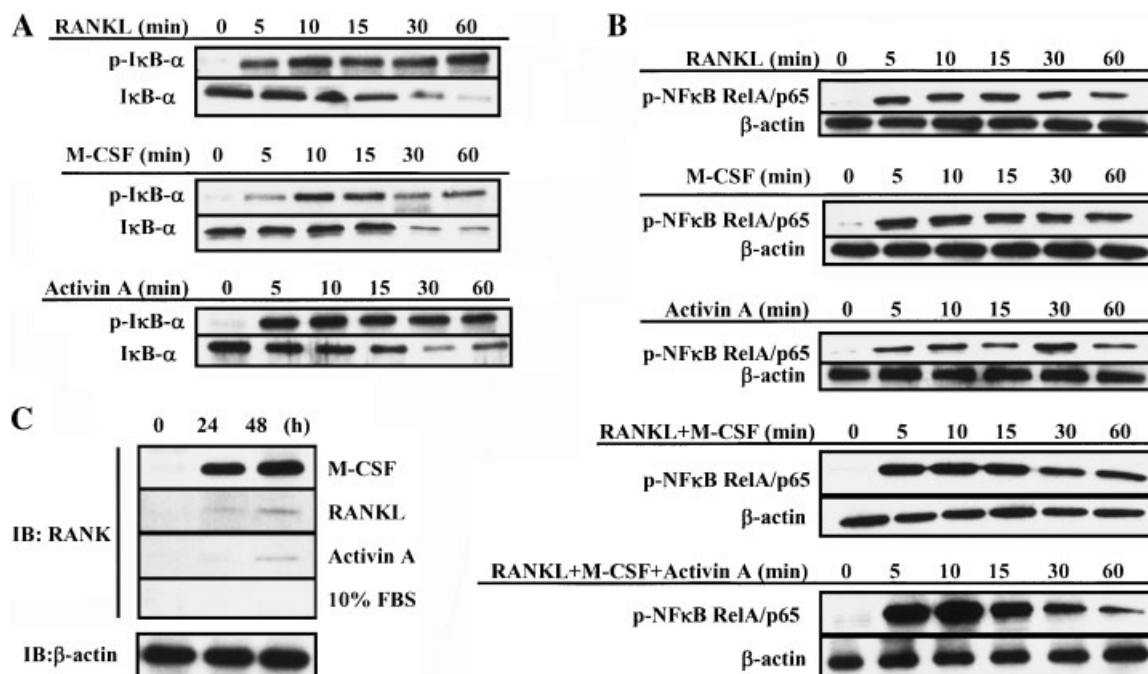 A
RANKL (min) 0 5 10 15 30 60
p-IκB-α
IκB-α
M-CSF (min) 0 5 10 15 30 60
p-IκB-α
IκB-α
Activin A (min) 0 5 10 15 30 60
p-IκB-α
IκB-α
B
RANKL (min) 0 5 10 15 30 60
p-NFκB RelA/p65
β-actin
M-CSF (min) 0 5 10 15 30 60
p-NFκB RelA/p65
β-actin
Activin A (min) 0 5 10 15 30 60
p-NFκB RelA/p65
β-actin
RANKL+M-CSF (min) 0 5 10 15 30 60
p-NFκB RelA/p65
β-actin
RANKL+M-CSF+Activin A (min) 0 5 10 15 30 60
p-NFκB RelA/p65
β-actin
C
0 24 48 (h)
IB: RANK
M-CSF
RANKL
Activin A
10% FBS
IB:β-actin